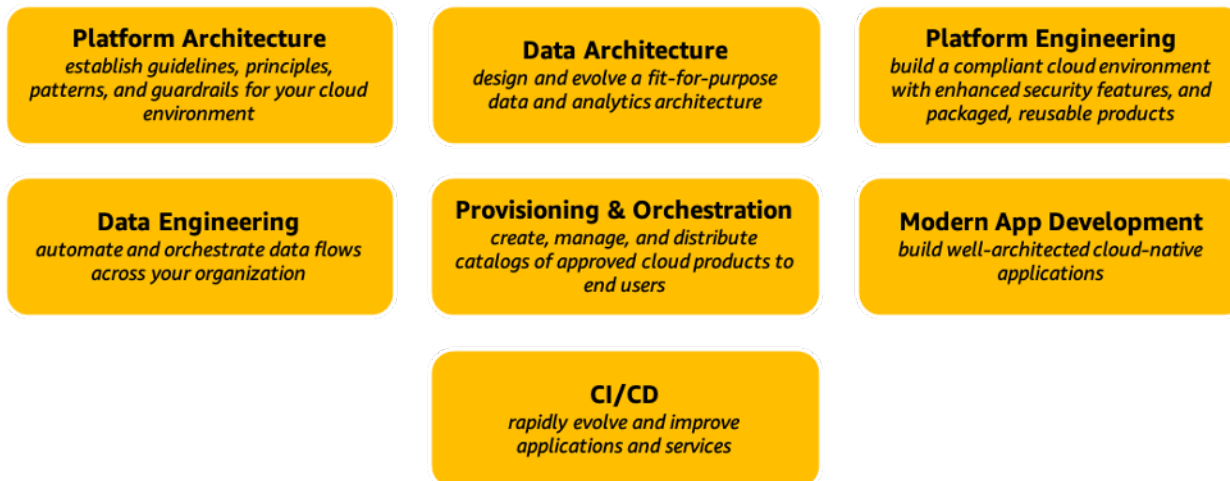 Platform Architecture
establish guidelines, principles,
patterns, and guardrails for your cloud
environment
Data Architecture
design and evolve a fit-for-purpose
data and analytics architecture
Platform Engineering
build a compliant cloud environment
with enhanced security features, and
packaged, reusable products
Data Engineering
automate and orchestrate data flows
across your organization
Provisioning & Orchestration
create, manage, and distribute
catalogs of approved cloud products to
end users
Modern App Development
build well-architected cloud-native
applications
CI/CD
rapidly evolve and improve
applications and services